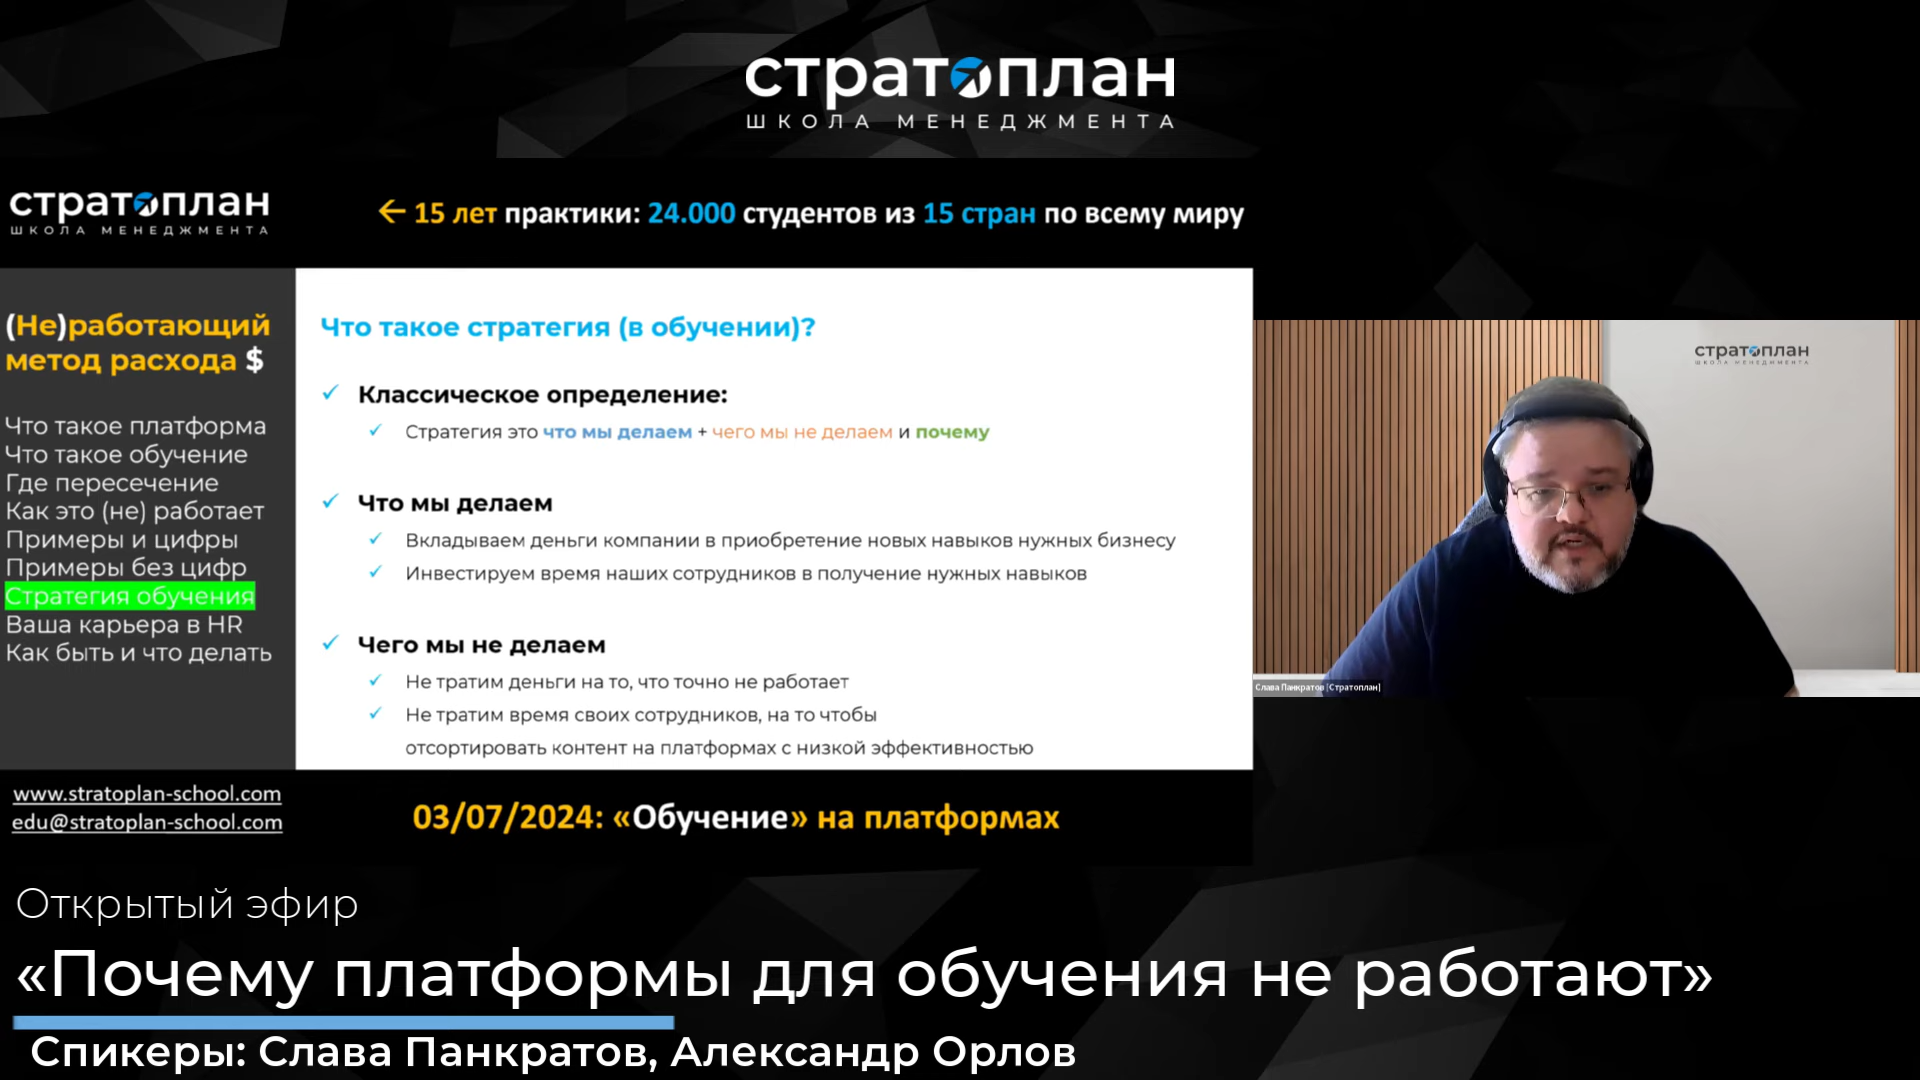 стратоплан
ШКОЛА МЕНЕДЖМЕНТА
стратоплан
ШКОЛА МЕНЕДЖМЕНТА
← 15 лет практики: 24.000 студентов из 15 стран по всему миру
(Не)работающий
метод расхода $
Что такое платформа
Что такое обучение
Где пересечение
Как это (не) работает
Примеры и цифры
Примеры без цифр
Стратегия обучения
Ваша карьера в HR
Как быть и что делать
Что такое стратегия (в обучении)?
✓ Классическое определение:
✓ Стратегия это что мы делаем + чего мы не делаем и почему
✓ Что мы делаем
✓ Вкладываем деньги компании в приобретение новых навыков нужных бизнесу
✓ Инвестируем время наших сотрудников в получение нужных навыков
✓ Чего мы не делаем
✓ Не тратим деньги на то, что точно не работает
✓ Не тратим время своих сотрудников, на то чтобы
отсортировать контент на платформах с низкой эффективностью
стратоплан
ШКОЛА МЕНЕДЖМЕНТА
Слава Панкратов [Стратоплан]
www.stratoplan-school.com
edu@stratoplan-school.com
03/07/2024: «Обучение» на платформах
Открытый эфир
«Почему платформы для обучения не работают»
Спикеры: Слава Панкратов, Александр Орлов